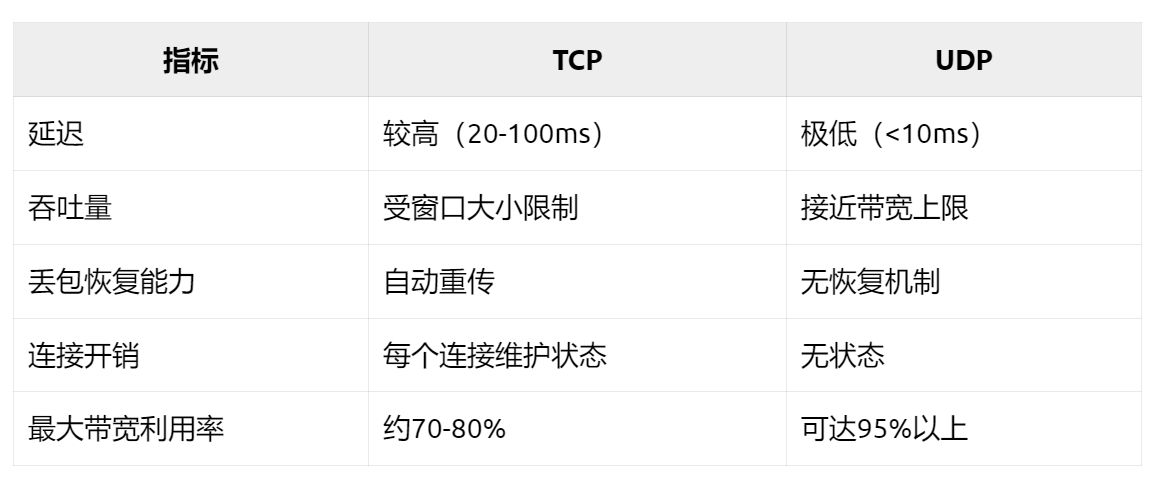 指标 TCP UDP
延迟 较高（20-100ms） 极低（<10ms）
吞吐量 受窗口大小限制 接近带宽上限
丢包恢复能力 自动重传 无恢复机制
连接开销 每个连接维护状态 无状态
最大带宽利用率 约70-80% 可达95%以上